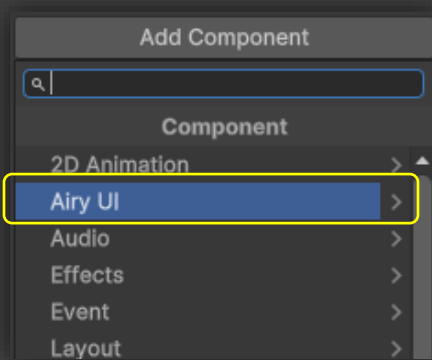 Add Component
Component
2D Animation
Airy UI
Audio
Effects
Event
Layout